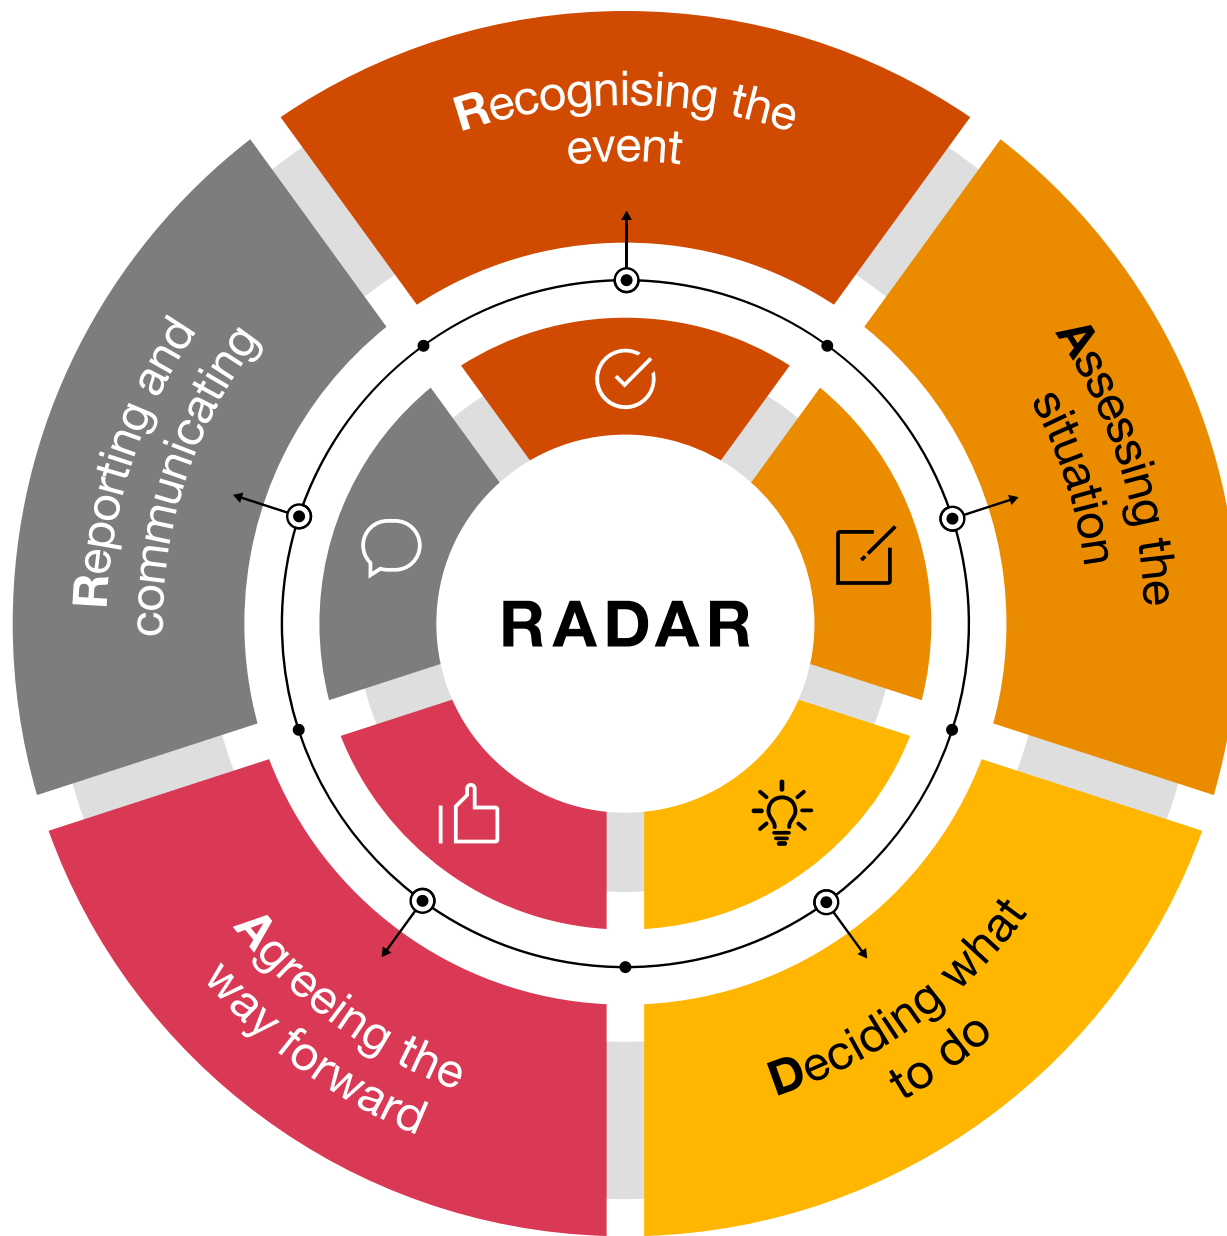 Recognising the
event
Assessing the
situation
Deciding what
to do
Agreeing the
way forward
Reporting and
communicating
RADAR